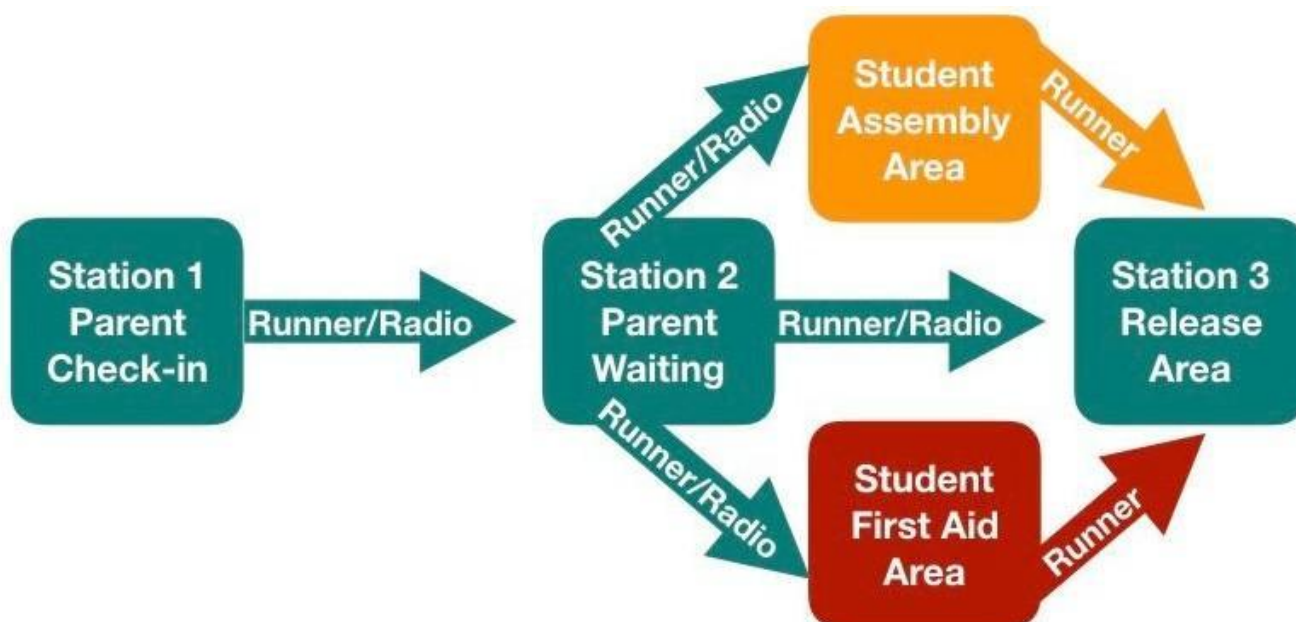 Station 1
Parent
Check-in
Runner/Radio
Station 2
Parent
Waiting
Runner/Radio
Student
Assembly
Area
Runner
Runner/Radio
Station 3
Release
Area
Runner/Radio
Student
First Aid
Area
Runner